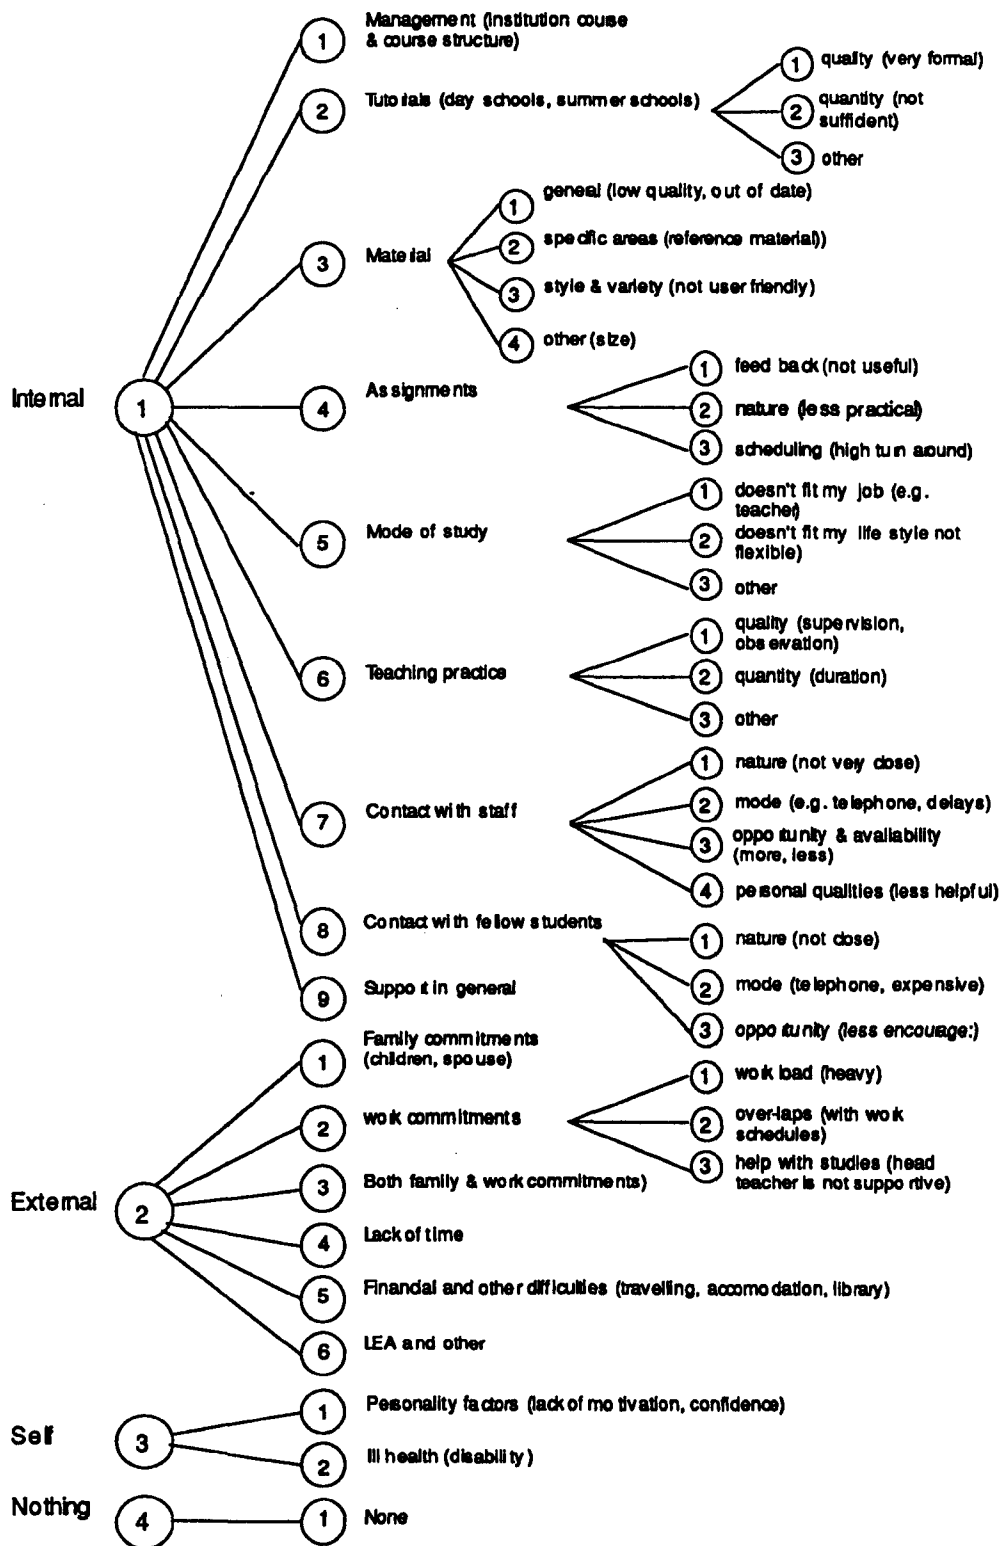 1 Management (institution couse
& course structure)
2 Tutorials (day schools, summer schools)
1 quality (very formal)
2 quantity (not
suffident)
3 other
3 Material
1 geneal (low quality, out of date)
2 specific areas (reference material))
3 style & variety (not user friendly)
4 other (size)
Internal 1
4 Assignments
1 feed back (not useful)
2 nature (less practical)
3 scheduling (high turn around)
5 Mode of study
1 doesn't fit my job (e.g.
teacher)
2 doesn't fit my life style not
flexible)
3 other
6 Teaching practice
1 quality (supervision,
observation)
2 quantity (duration)
3 other
7 Contact with staff
1 nature (not very close)
2 mode (e.g. telephone, delays)
3 opportunity & availability
(more, less)
4 personal qualities (less helpful)
8 Contact with fellow students
1 nature (not close)
2 mode (telephone, expensive)
3 opportunity (less encourage:)
9 Support in general
1 Family commitments
(children, spouse)
2 work commitments
1 work load (heavy)
2 over-laps (with work
schedules)
3 help with studies (head
teacher is not supportive)
External 2
3 Both family & work commitments)
4 Lack of time
5 Financial and other difficulties (travelling, accomodation, library)
6 LEA and other
Self 3
1 Personality factors (lack of motivation, confidence)
2 Ill health (disability)
Nothing 4
1 None